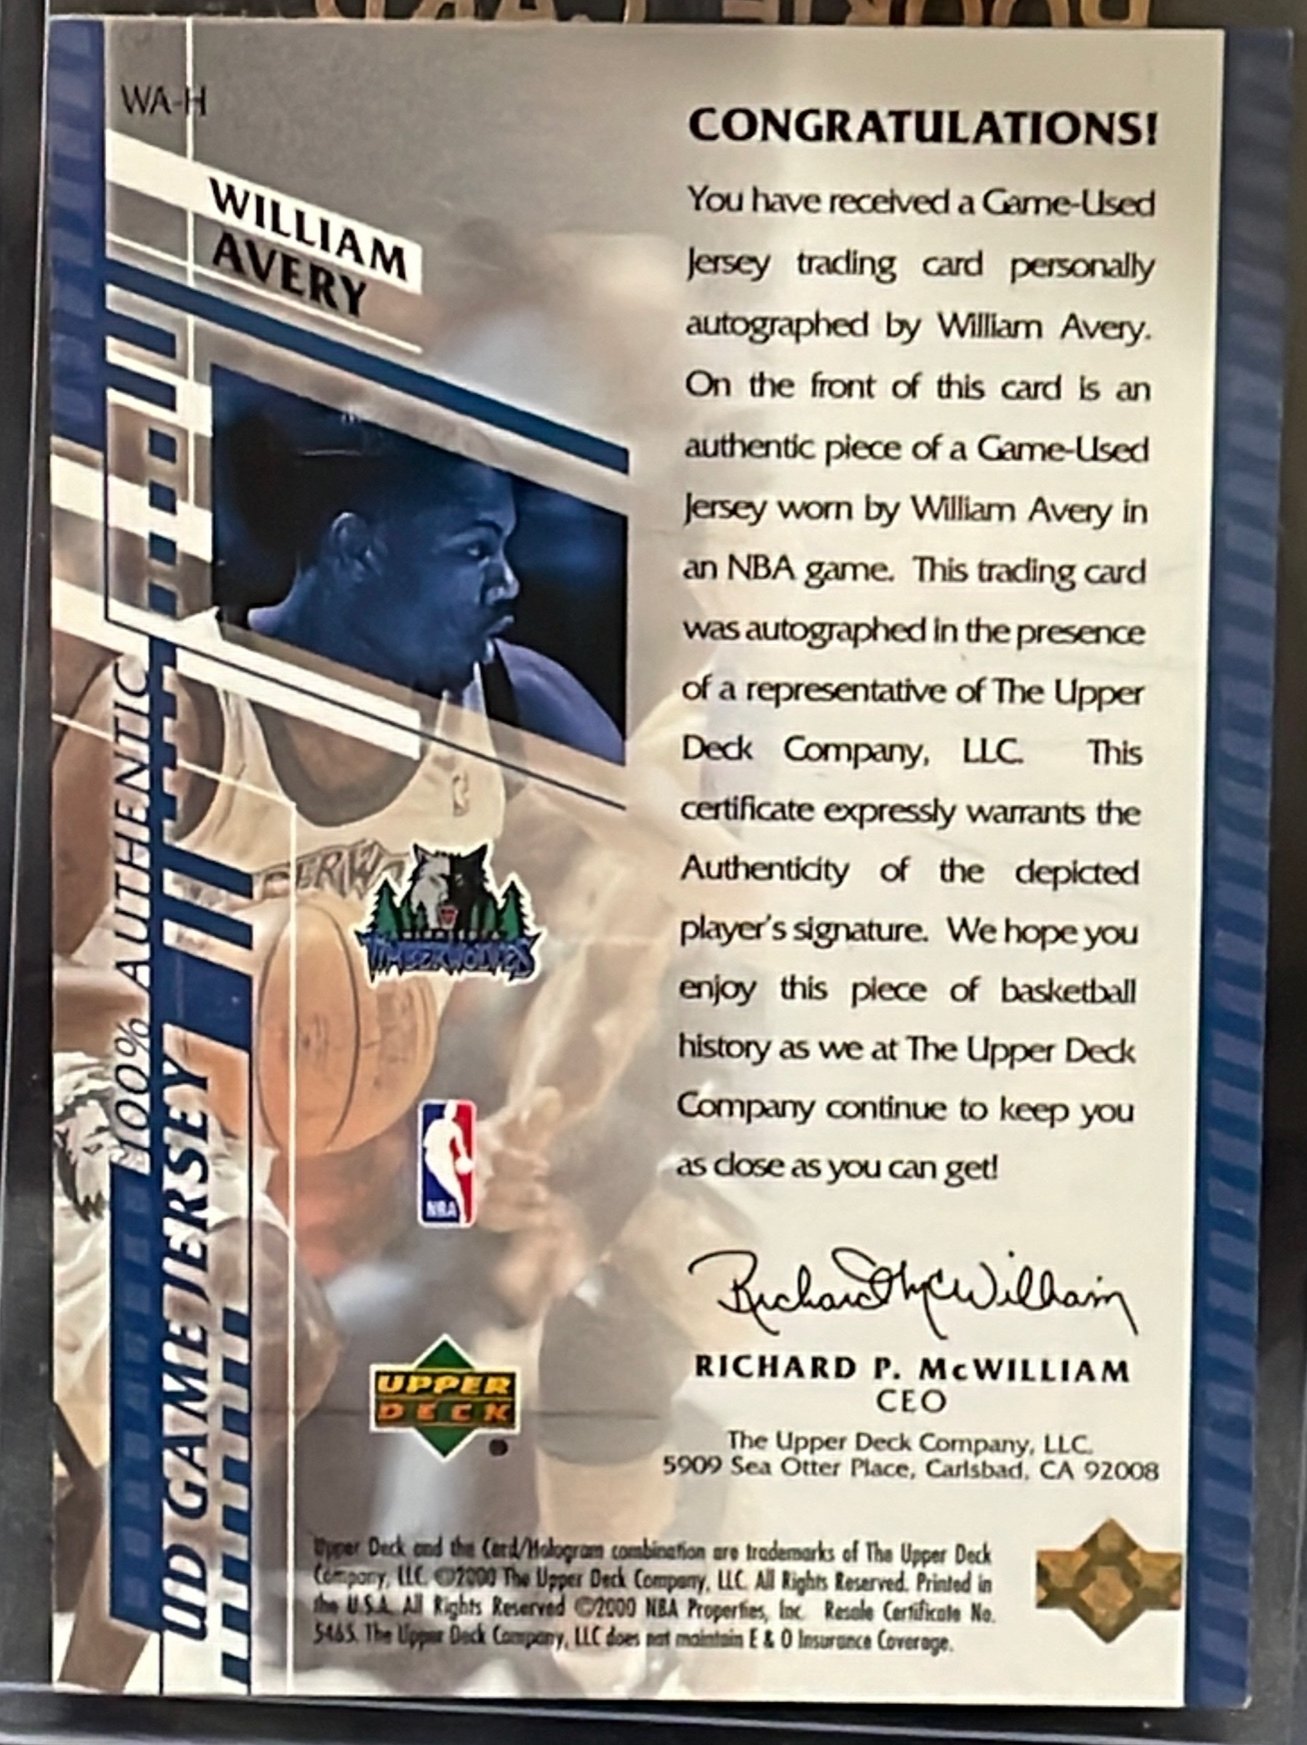 ROOKIE CARD
WA-H
WILLIAM
AVERY
CONGRATULATIONS!
You have received a Game-Used
Jersey trading card personally
autographed by William Avery.
On the front of this card is an
authentic piece of a Game-Used
Jersey worn by William Avery in
an NBA game. This trading card
was autographed in the presence
of a representative of The Upper
Deck Company, LLC. This
certificate expressly warrants the
Authenticity of the depicted
player's signature. We hope you
enjoy this piece of basketball
history as we at The Upper Deck
Company continue to keep you
as close as you can get!
100% AUTHENTIC
UD GAME JERSEY
TIMBERWOLVES
NBA
UPPER
DECK
Richard McWilliam
RICHARD P. McWILLIAM
CEO
The Upper Deck Company, LLC.
5909 Sea Otter Place, Carlsbad, CA 92008
Upper Deck and the Card/Hologram combination are trademarks of The Upper Deck
Company, LLC. ©2000 The Upper Deck Company, LLC. All Rights Reserved. Printed in
the U.S.A. All Rights Reserved ©2000 NBA Properties, Inc. Resale Certificate No.
5465. The Upper Deck Company, LLC does not maintain E & O Insurance Coverage.